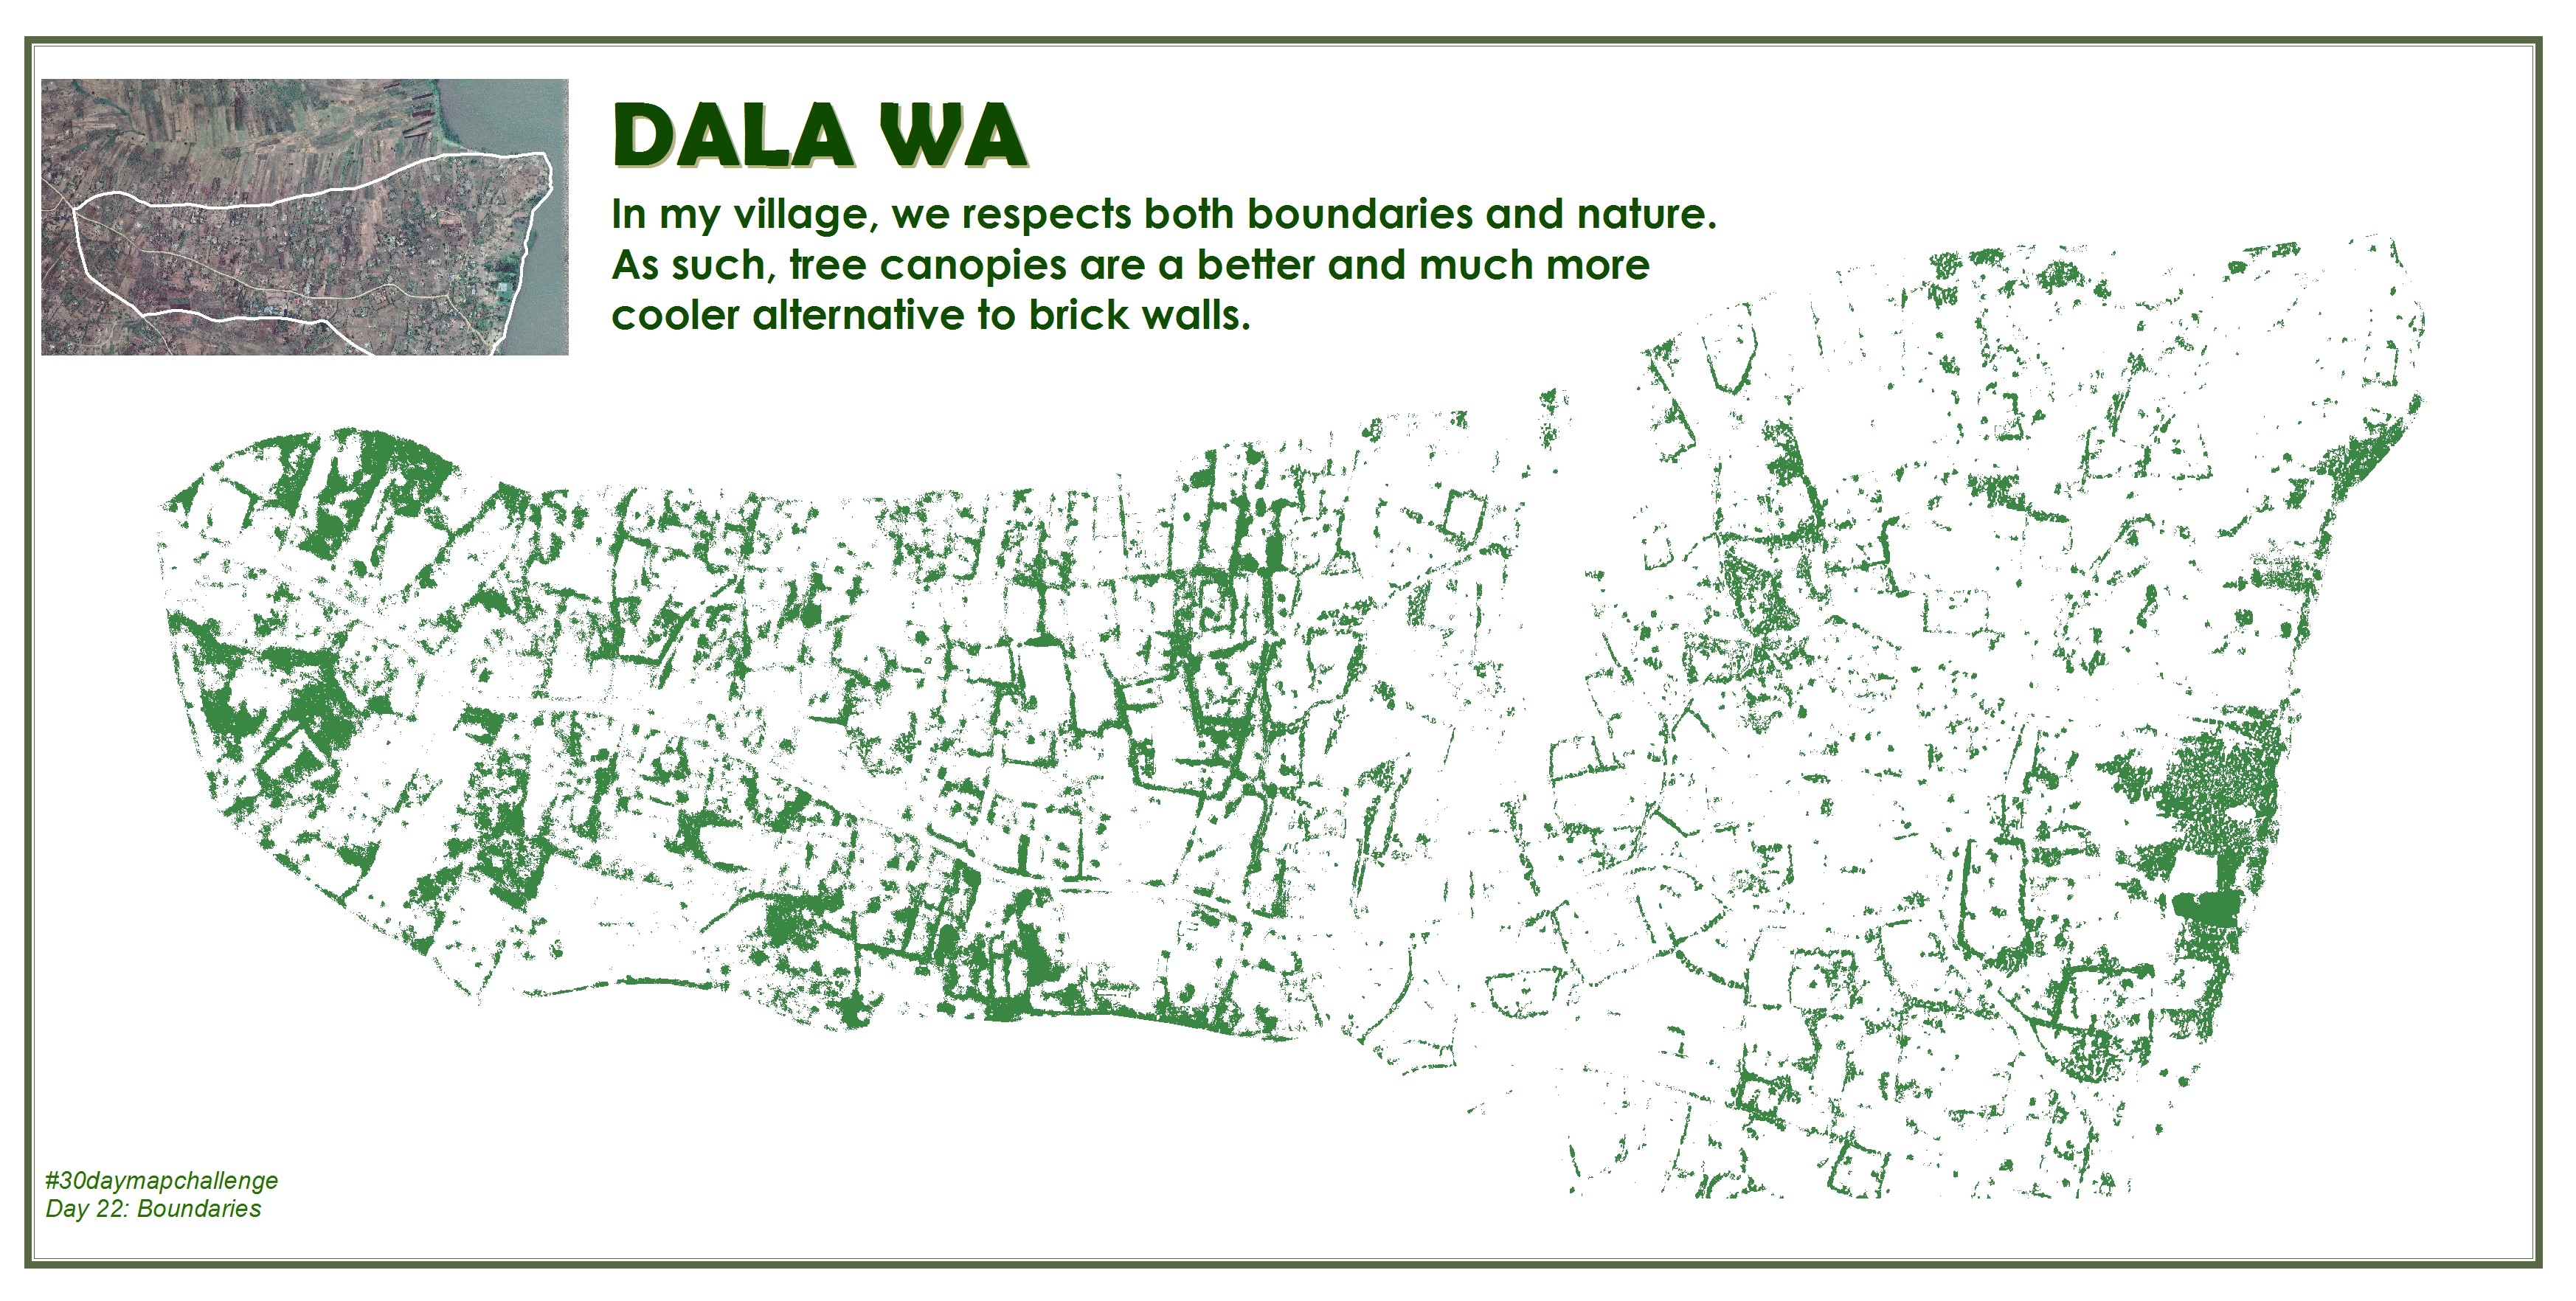 DALA WA
In my village, we respects both boundaries and nature.
As such, tree canopies are a better and much more
cooler alternative to brick walls.
#30daymapchallenge
Day 22: Boundaries